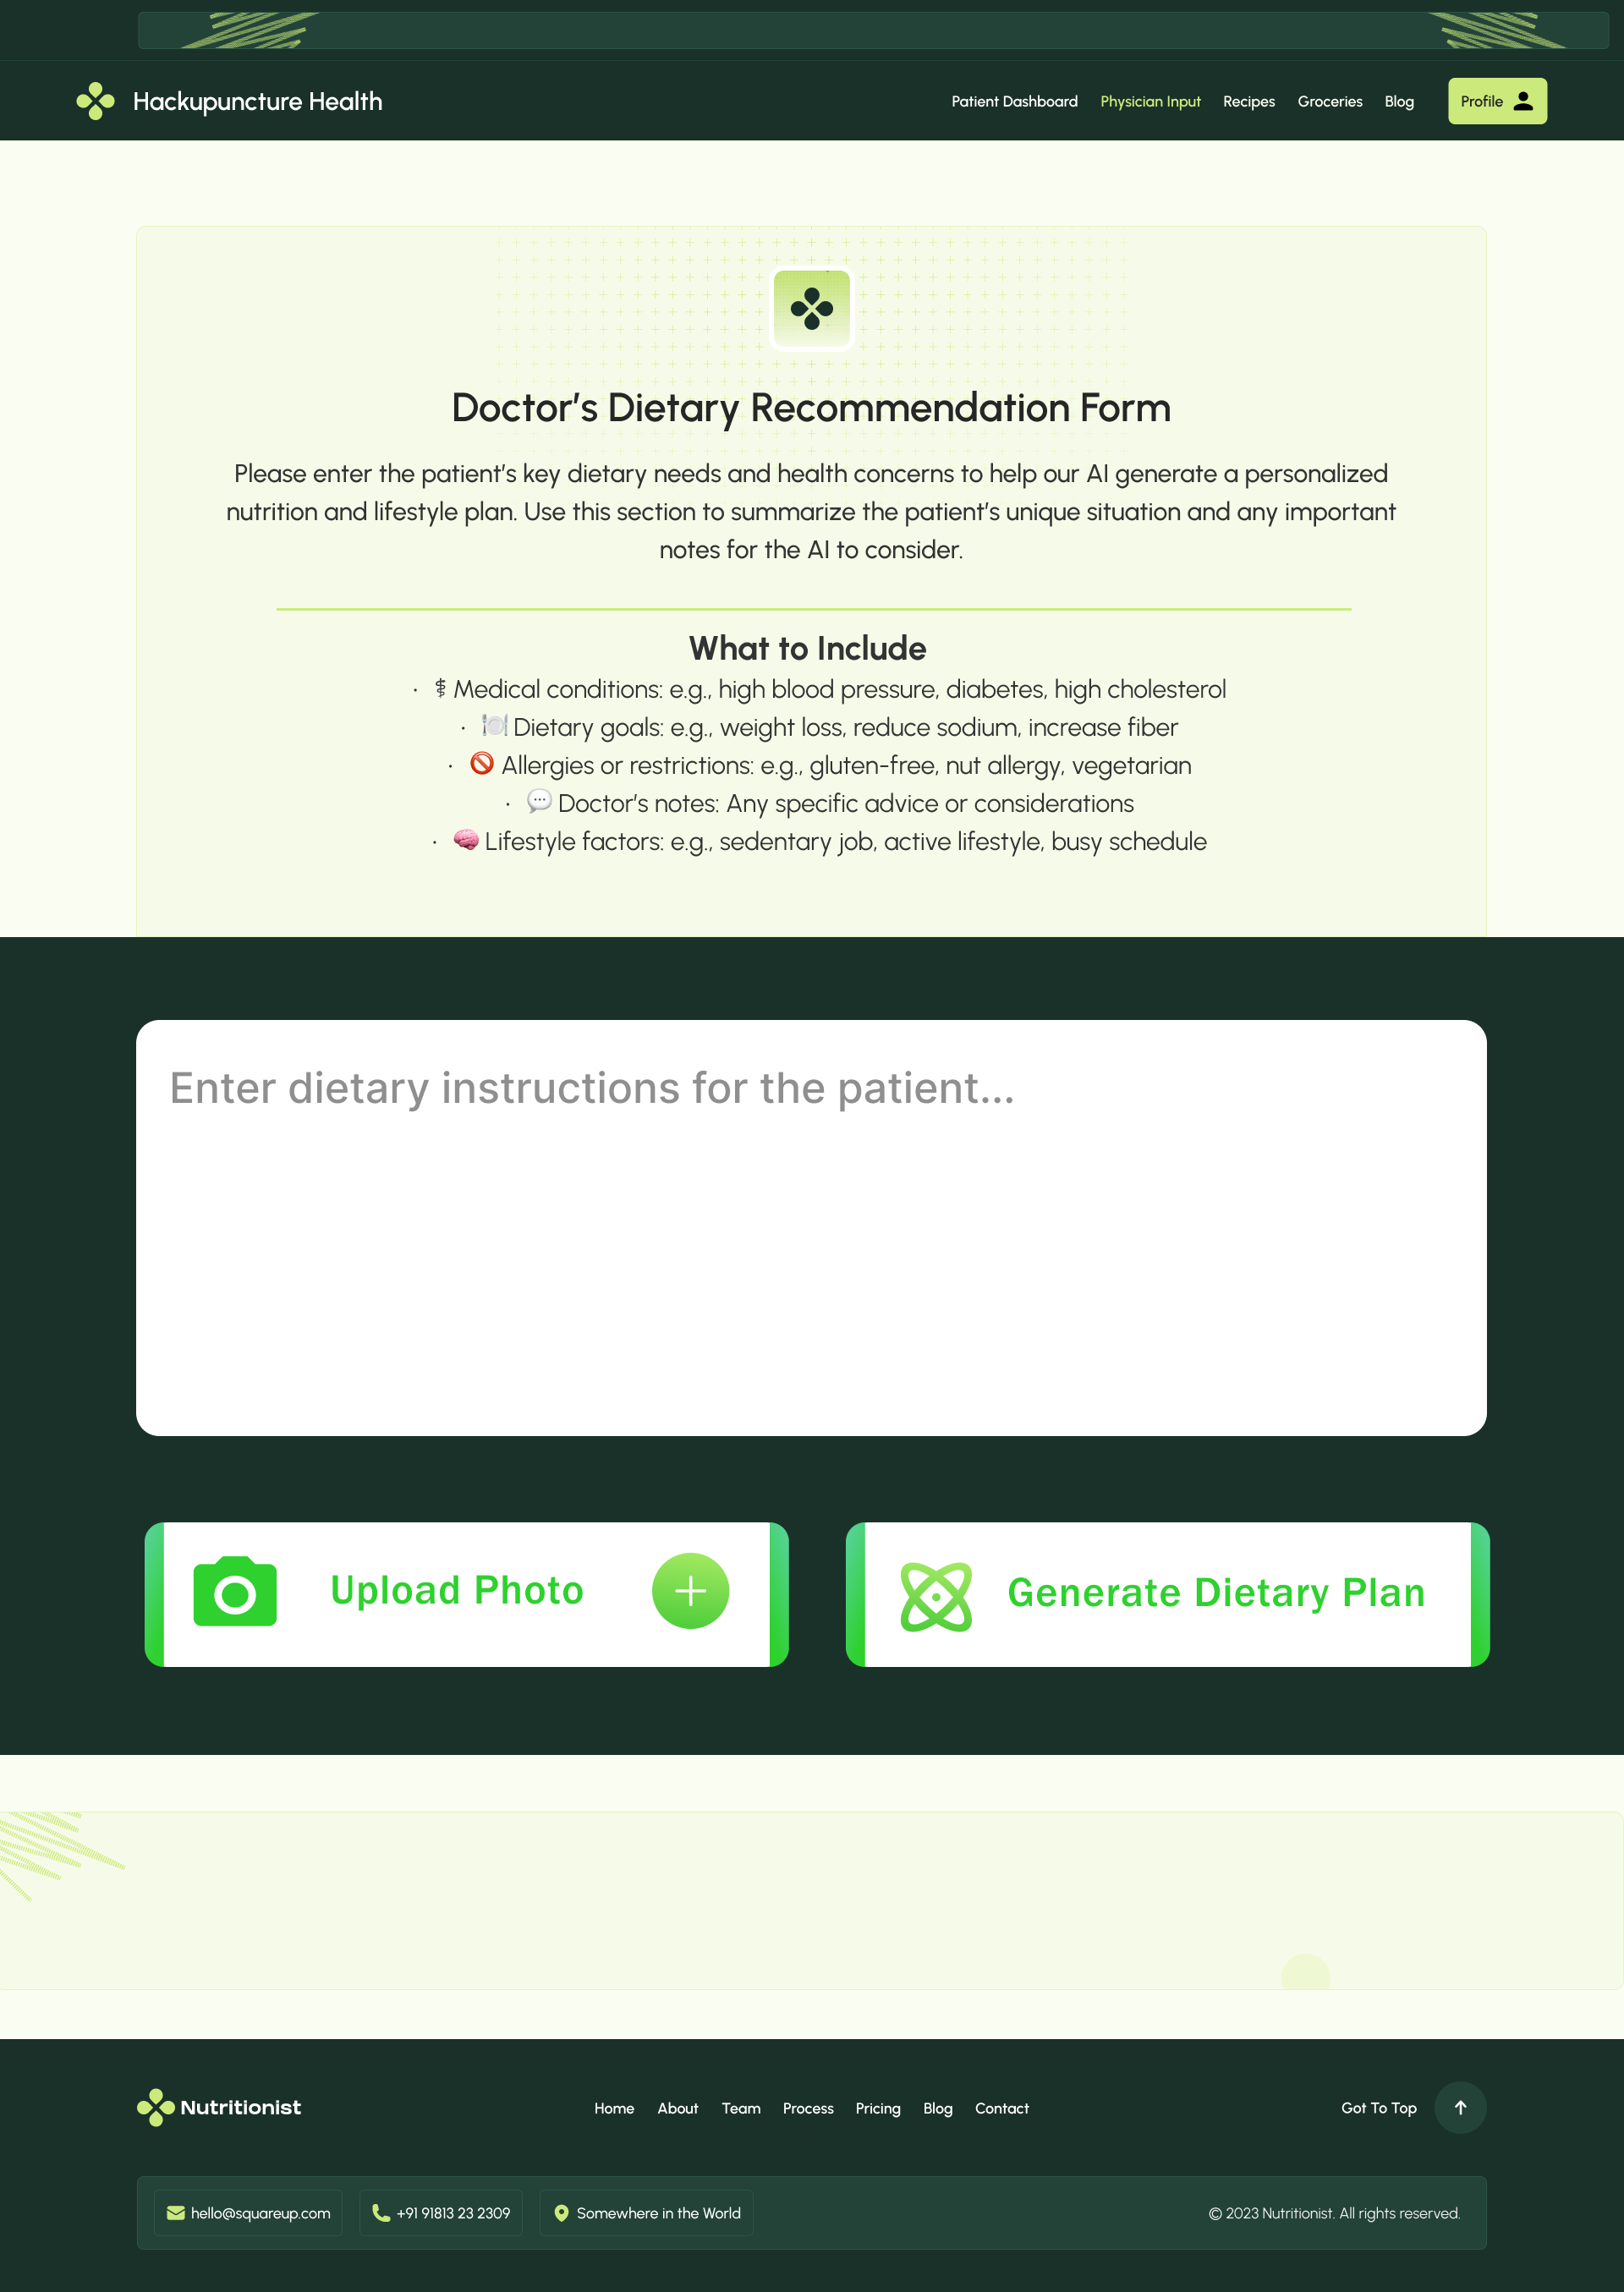 Hackupuncture Health
Patient Dashboard
Physician Input
Recipes
Groceries
Blog
Profile
Doctor’s Dietary Recommendation Form
Please enter the patient’s key dietary needs and health concerns to help our AI generate a personalized
nutrition and lifestyle plan. Use this section to summarize the patient’s unique situation and any important
notes for the AI to consider.
What to Include
· ⚕ Medical conditions: e.g., high blood pressure, diabetes, high cholesterol
· 🍽️ Dietary goals: e.g., weight loss, reduce sodium, increase fiber
· 🚫 Allergies or restrictions: e.g., gluten-free, nut allergy, vegetarian
· 💬 Doctor’s notes: Any specific advice or considerations
· 🧠 Lifestyle factors: e.g., sedentary job, active lifestyle, busy schedule
Enter dietary instructions for the patient...
Upload Photo
Generate Dietary Plan
Nutritionist
Home
About
Team
Process
Pricing
Blog
Contact
Got To Top
hello@squareup.com
+91 91813 23 2309
Somewhere in the World
© 2023 Nutritionist. All rights reserved.